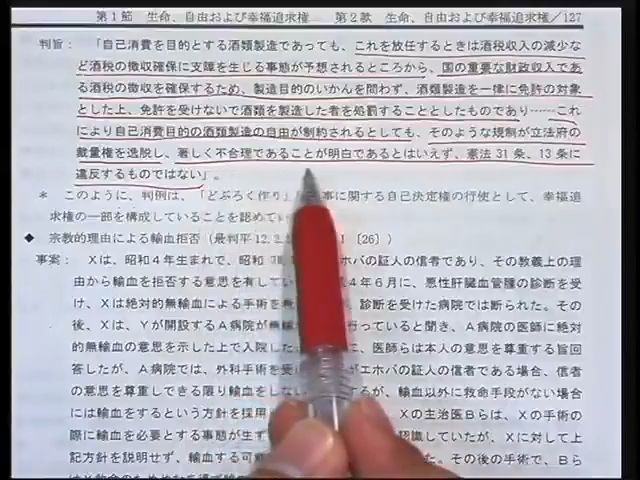 第1節 生命、自由および幸福追求権 第2款 生命、自由および幸福追求権／127
判旨：「自己消費を目的とする酒類製造であっても、これを放任するときは酒税収入の減少な
ど酒税の徴収確保に支障を生じる事態が予想されるところから、国の重要な財政収入であ
る酒税の徴収を確保するため、製造目的のいかんを問わず、酒類製造を一律に免許の対象
とした上、免許を受けないで酒類を製造した者を処罰することとしたものであり……これ
により自己消費目的の酒類製造の自由が制約されるとしても、そのような規制が立法府の
裁量権を逸脱し、著しく不合理であることが明白であるとはいえず、憲法31条、13条に
違反するものではない」。
＊ このように、判例は、「どぶろく作り」 事に関する自己決定権の行使として、幸福追
求権の一部を構成していることを認めてい
◆ 宗教的理由による輸血拒否（最判平12.2. [26]）
事案： Xは、昭和4年生まれで、昭和 ホバの証人の信者であり、その教義上の理
由から輸血を拒否する意思を有してい 4年6月に、悪性肝臓血管腫の診断を受
け、Xは絶対的無輸血による手術を 診断を受けた病院では断られた。その
後、Xは、Yが開設するA病院が無 行っていると聞き、A病院の医師に絶対
的無輸血の意思を示した上で入院し 、医師らは本人の意思を尊重する旨回
答したが、A病院では、外科手術を受 エホバの証人の信者である場合、信者
の意思を尊重しできる限り輸血をしない が、輸血以外に救命手段がない場合
には輸血をするという方針を採用 Xの主治医Bらは、Xの手術の
際に輸血を必要とする事態が生 認識していたが、Xに対して上
記方針を説明せず、輸血する可 。その後の手術で、Bら